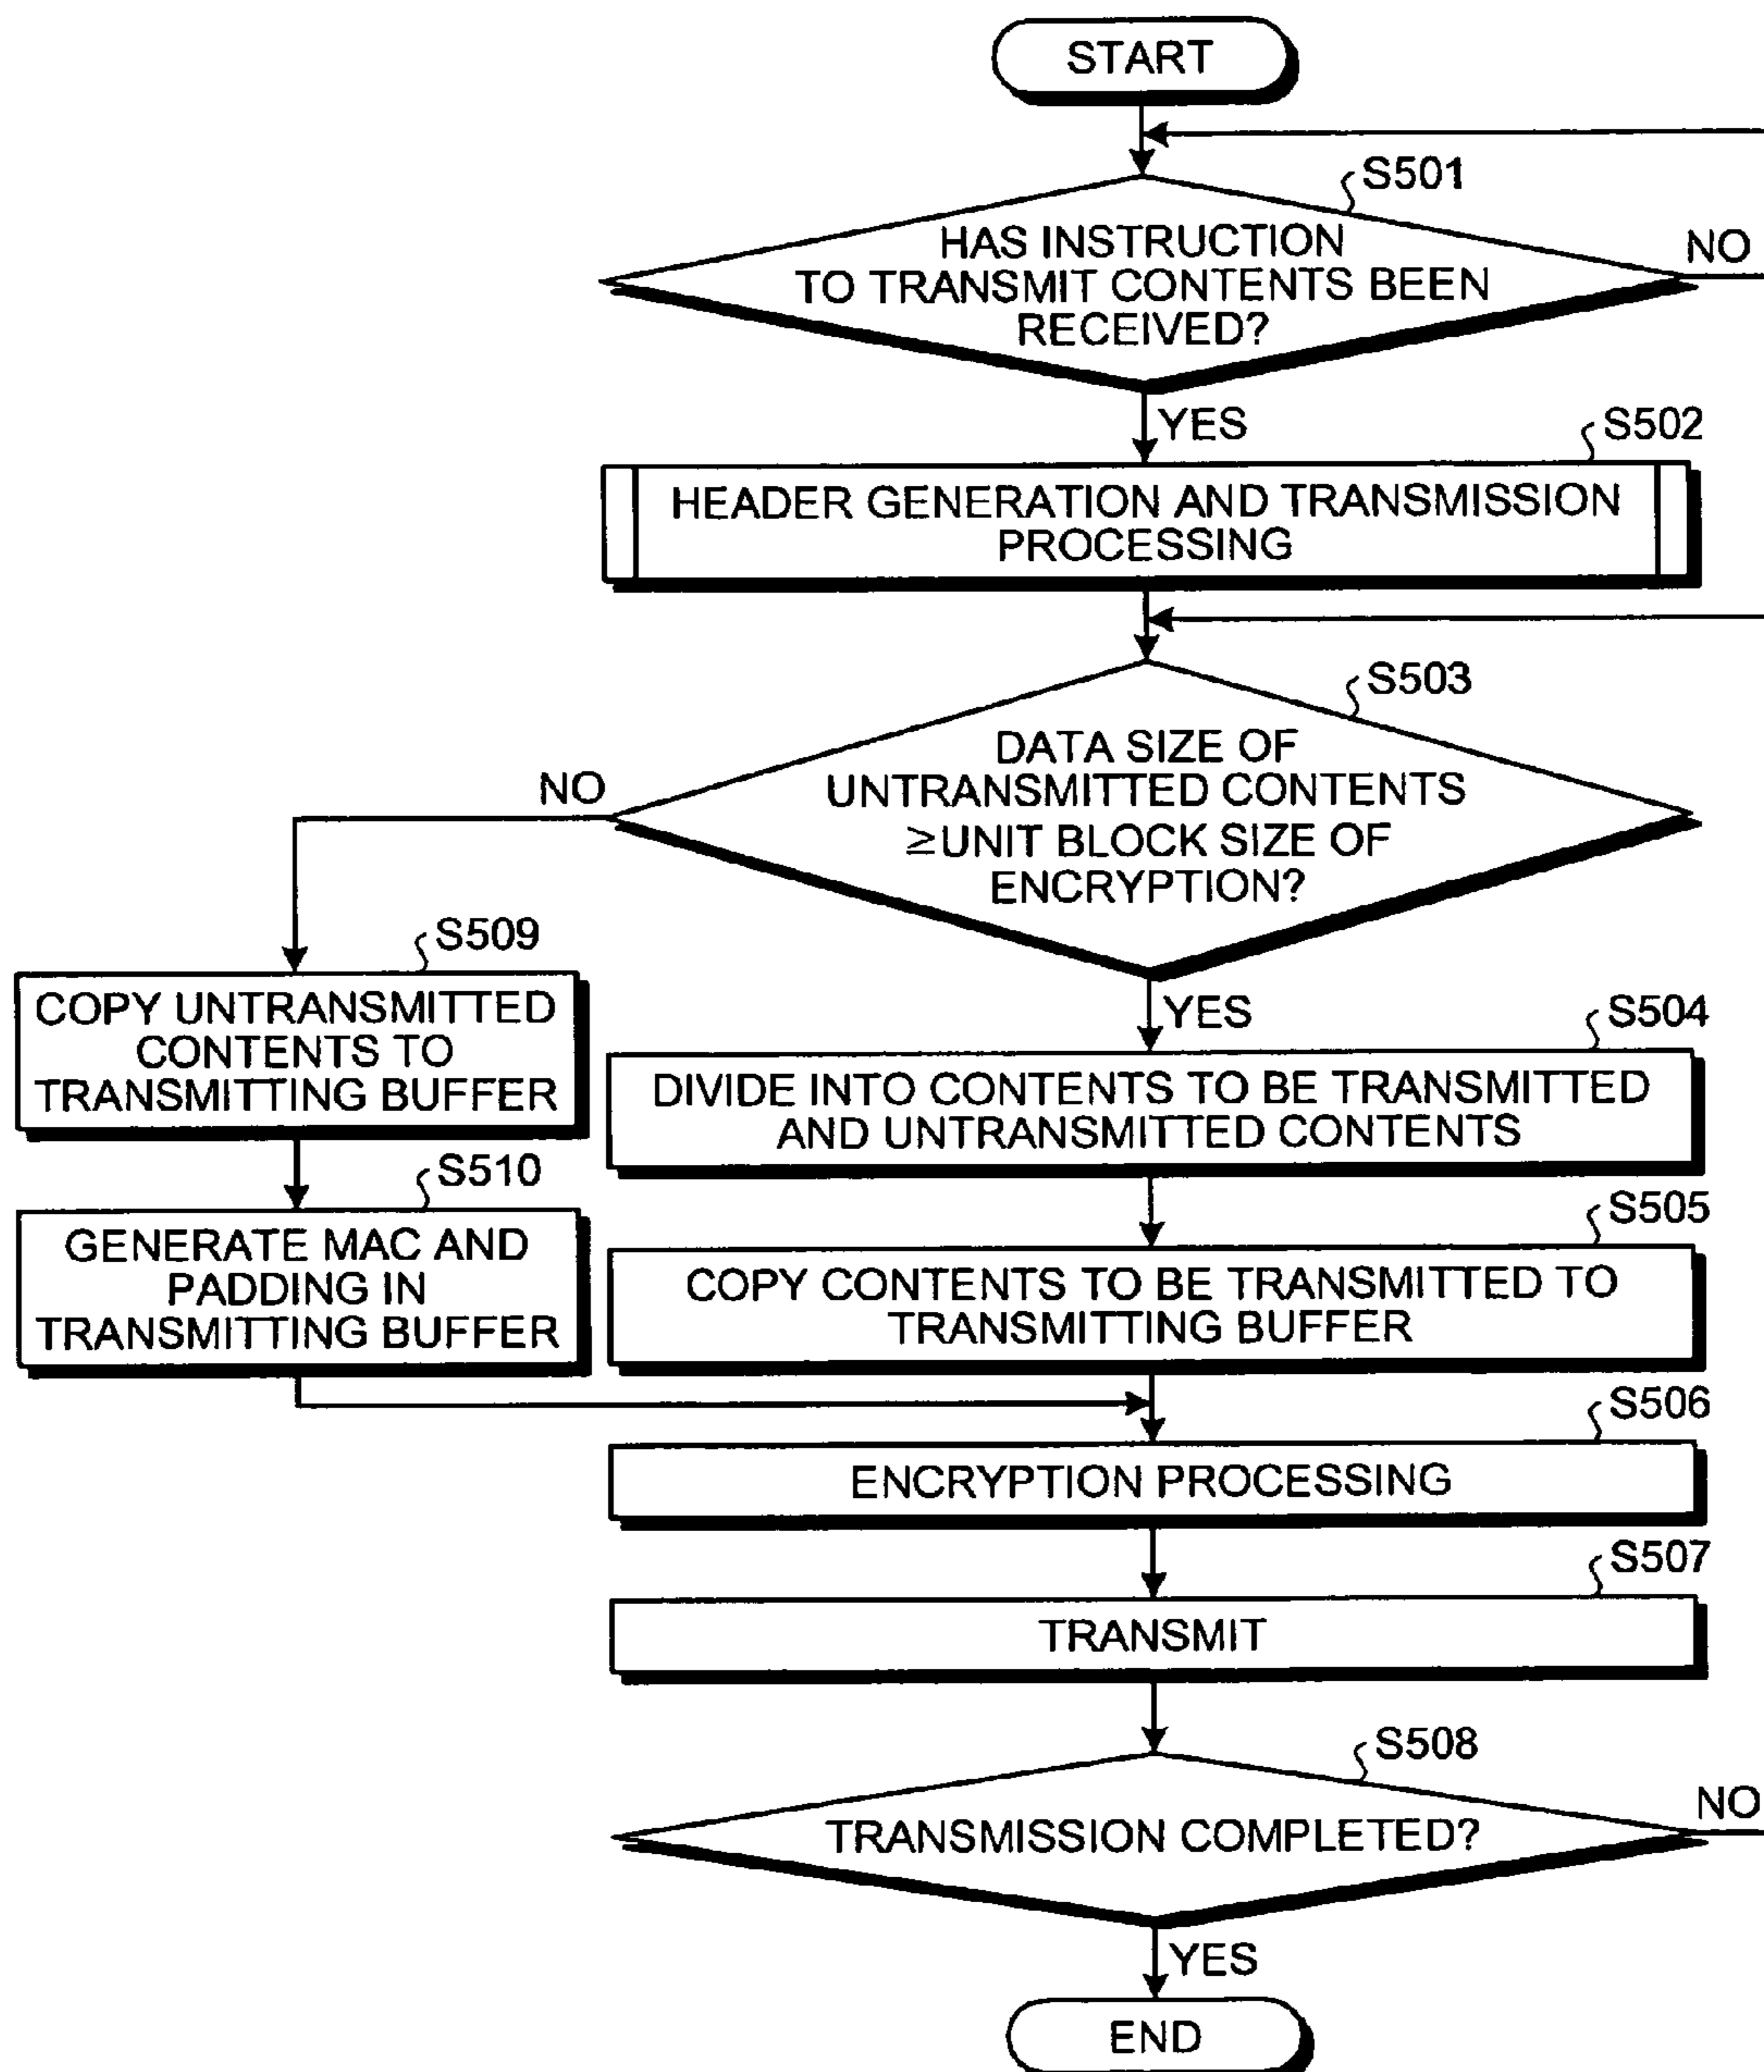 START
S501
HAS INSTRUCTION
TO TRANSMIT CONTENTS BEEN
RECEIVED?
NO
YES
S502
HEADER GENERATION AND TRANSMISSION
PROCESSING
S503
DATA SIZE OF
UNTRANSMITTED CONTENTS
≥UNIT BLOCK SIZE OF
ENCRYPTION?
NO
YES
S509
COPY UNTRANSMITTED
CONTENTS TO
TRANSMITTING BUFFER
S504
DIVIDE INTO CONTENTS TO BE TRANSMITTED
AND UNTRANSMITTED CONTENTS
S510
GENERATE MAC AND
PADDING IN
TRANSMITTING BUFFER
S505
COPY CONTENTS TO BE TRANSMITTED TO
TRANSMITTING BUFFER
S506
ENCRYPTION PROCESSING
S507
TRANSMIT
S508
TRANSMISSION COMPLETED?
NO
YES
END